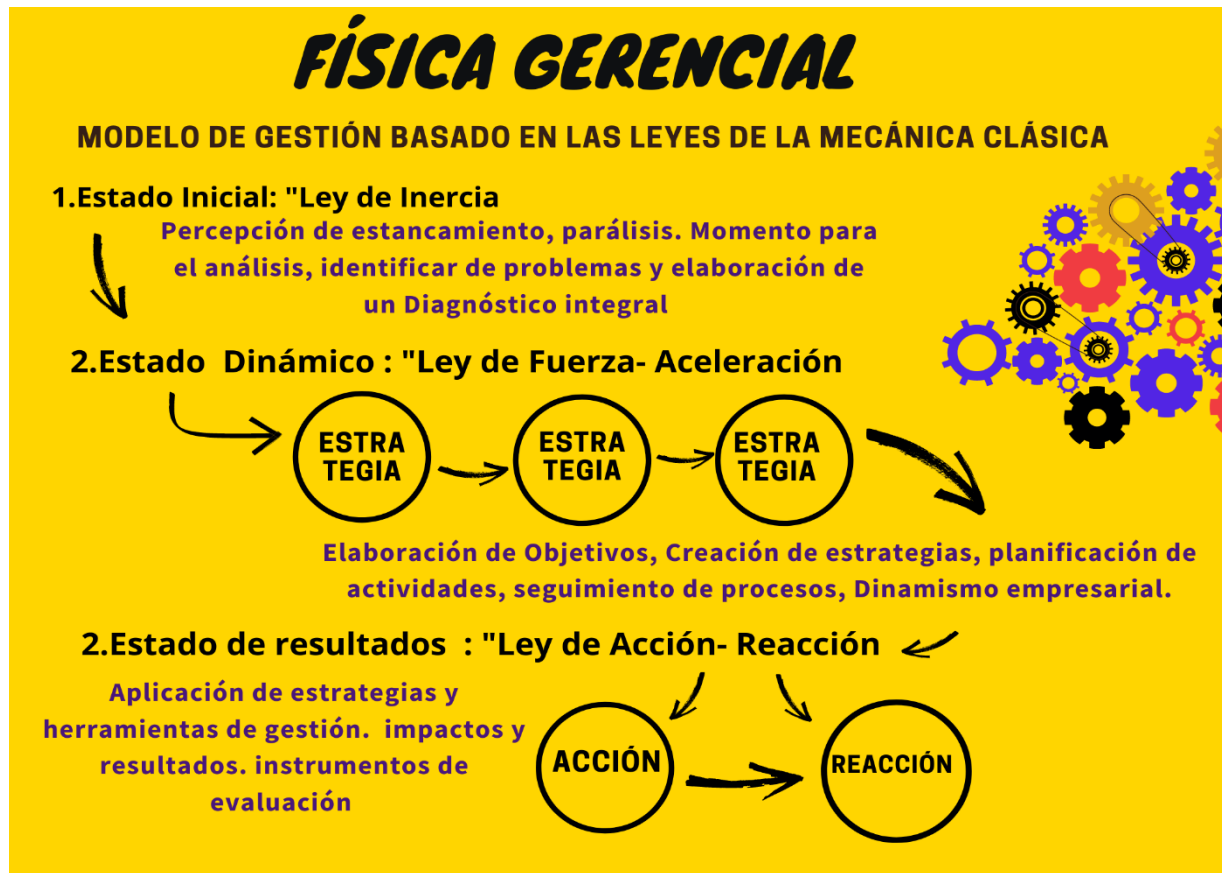 FÍSICA GERENCIAL
MODELO DE GESTIÓN BASADO EN LAS LEYES DE LA MECÁNICA CLÁSICA
1.Estado Inicial: "Ley de Inercia
Percepción de estancamiento, parálisis. Momento para
el análisis, identificar de problemas y elaboración de
un Diagnóstico integral
2.Estado Dinámico : "Ley de Fuerza- Aceleración
ESTRA
TEGIA
ESTRA
TEGIA
ESTRA
TEGIA
Elaboración de Objetivos, Creación de estrategias, planificación de
actividades, seguimiento de procesos, Dinamismo empresarial.
2.Estado de resultados : "Ley de Acción- Reacción
Aplicación de estrategias y
herramientas de gestión. impactos y
resultados. instrumentos de
evaluación
ACCIÓN
REACCIÓN